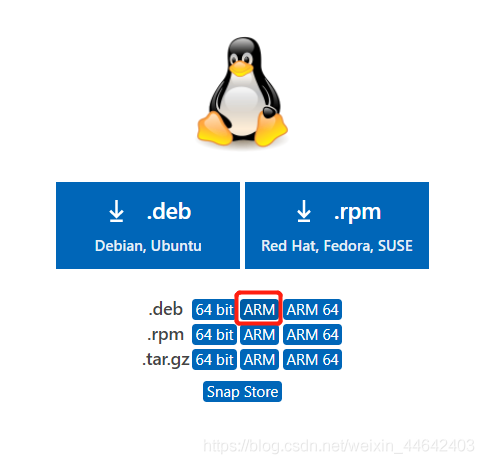 .deb .rpm
Debian, Ubuntu Red Hat, Fedora, SUSE
.deb 64 bit ARM ARM 64
.rpm 64 bit ARM ARM 64
.tar.gz 64 bit ARM ARM 64
Snap Store
https://blog.csdn.net/weixin_44642403